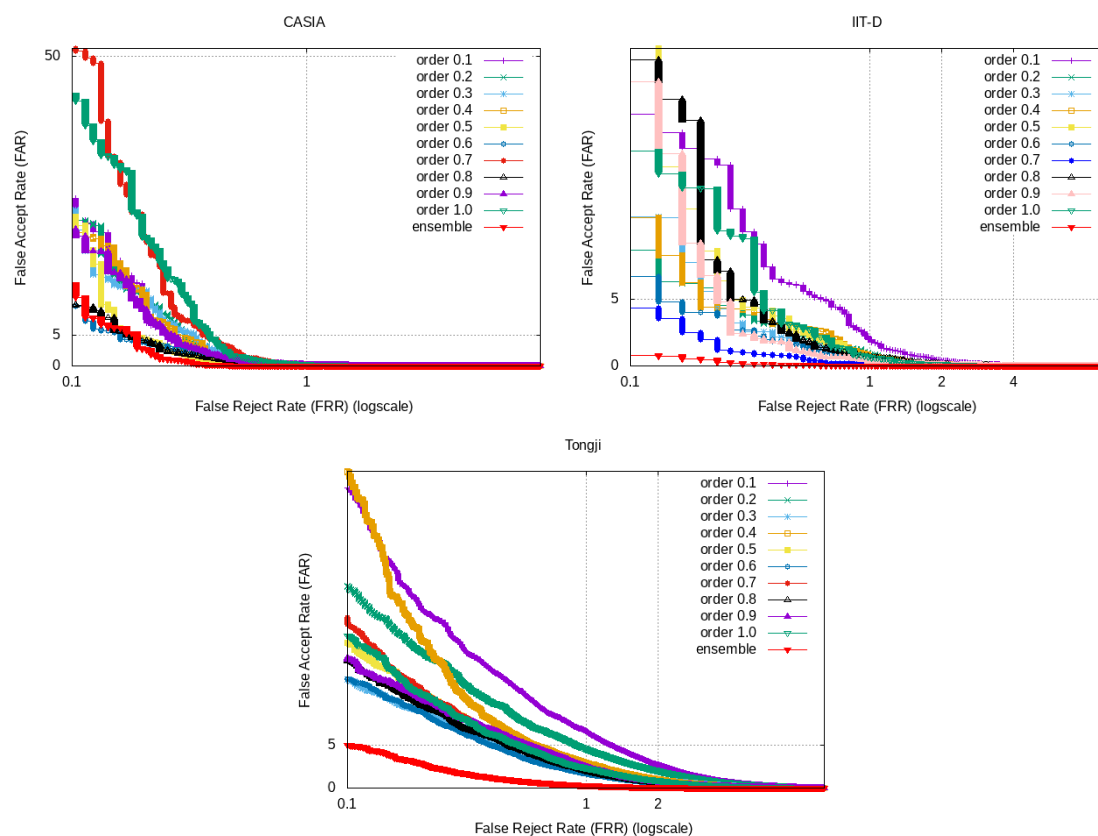 CASIA
50
5
0
0.1
1
False Accept Rate (FAR)
False Reject Rate (FRR) (logscale)
order 0.1
order 0.2
order 0.3
order 0.4
order 0.5
order 0.6
order 0.7
order 0.8
order 0.9
order 1.0
ensemble
IIT-D
5
0
0.1
1
2
4
False Accept Rate (FAR)
False Reject Rate (FRR) (logscale)
order 0.1
order 0.2
order 0.3
order 0.4
order 0.5
order 0.6
order 0.7
order 0.8
order 0.9
order 1.0
ensemble
Tongji
5
0
0.1
1
2
False Accept Rate (FAR)
False Reject Rate (FRR) (logscale)
order 0.1
order 0.2
order 0.3
order 0.4
order 0.5
order 0.6
order 0.7
order 0.8
order 0.9
order 1.0
ensemble